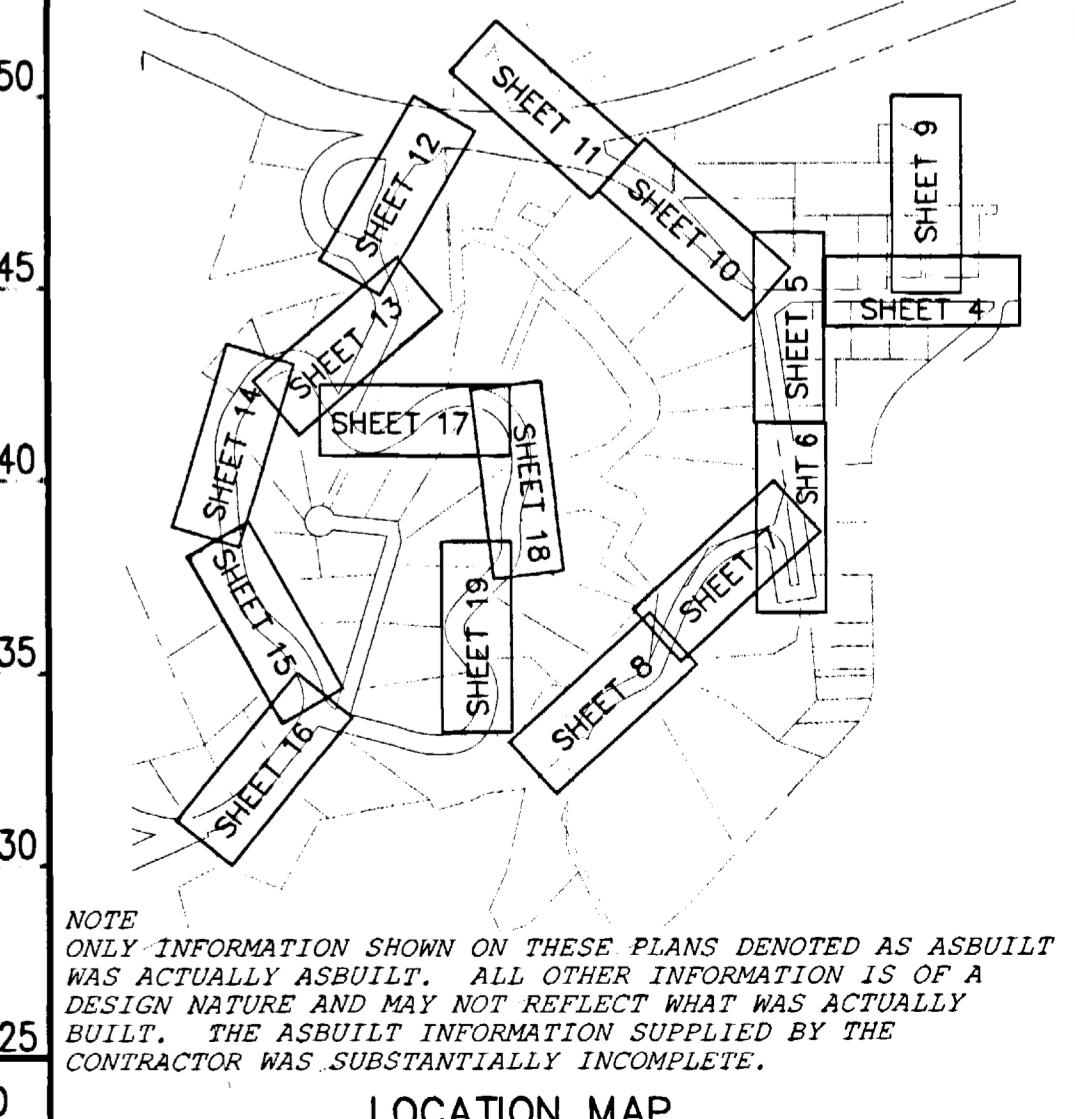 50
45
40
35
30
25
SHEET 11
SHEET 12
SHEET 10
SHEET 9
SHEET 5
SHEET 4
SHEET 13
SHEET 14
SHEET 17
SHEET 18
SHT 6
SHEET 7
SHEET 15
SHEET 19
SHEET 8
SHEET 16
NOTE
ONLY INFORMATION SHOWN ON THESE PLANS DENOTED AS ASBUILT
WAS ACTUALLY ASBUILT. ALL OTHER INFORMATION IS OF A
DESIGN NATURE AND MAY NOT REFLECT WHAT WAS ACTUALLY
BUILT. THE ASBUILT INFORMATION SUPPLIED BY THE
CONTRACTOR WAS SUBSTANTIALLY INCOMPLETE.
LOCATION MAP